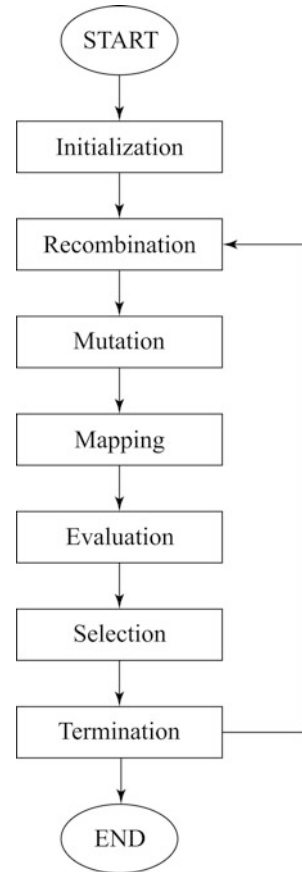 START
Initialization
Recombination
Mutation
Mapping
Evaluation
Selection
Termination
END